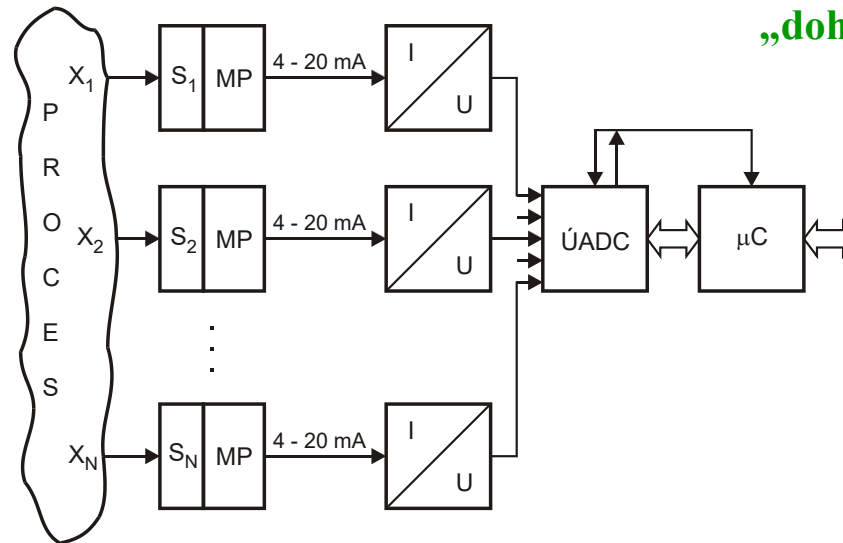 „doh
X1 S1 MP 4 - 20 mA I U
P
R
O
C
E
S
X2 S2 MP 4 - 20 mA I U
ÚADC
μC
XN SN MP 4 - 20 mA I U